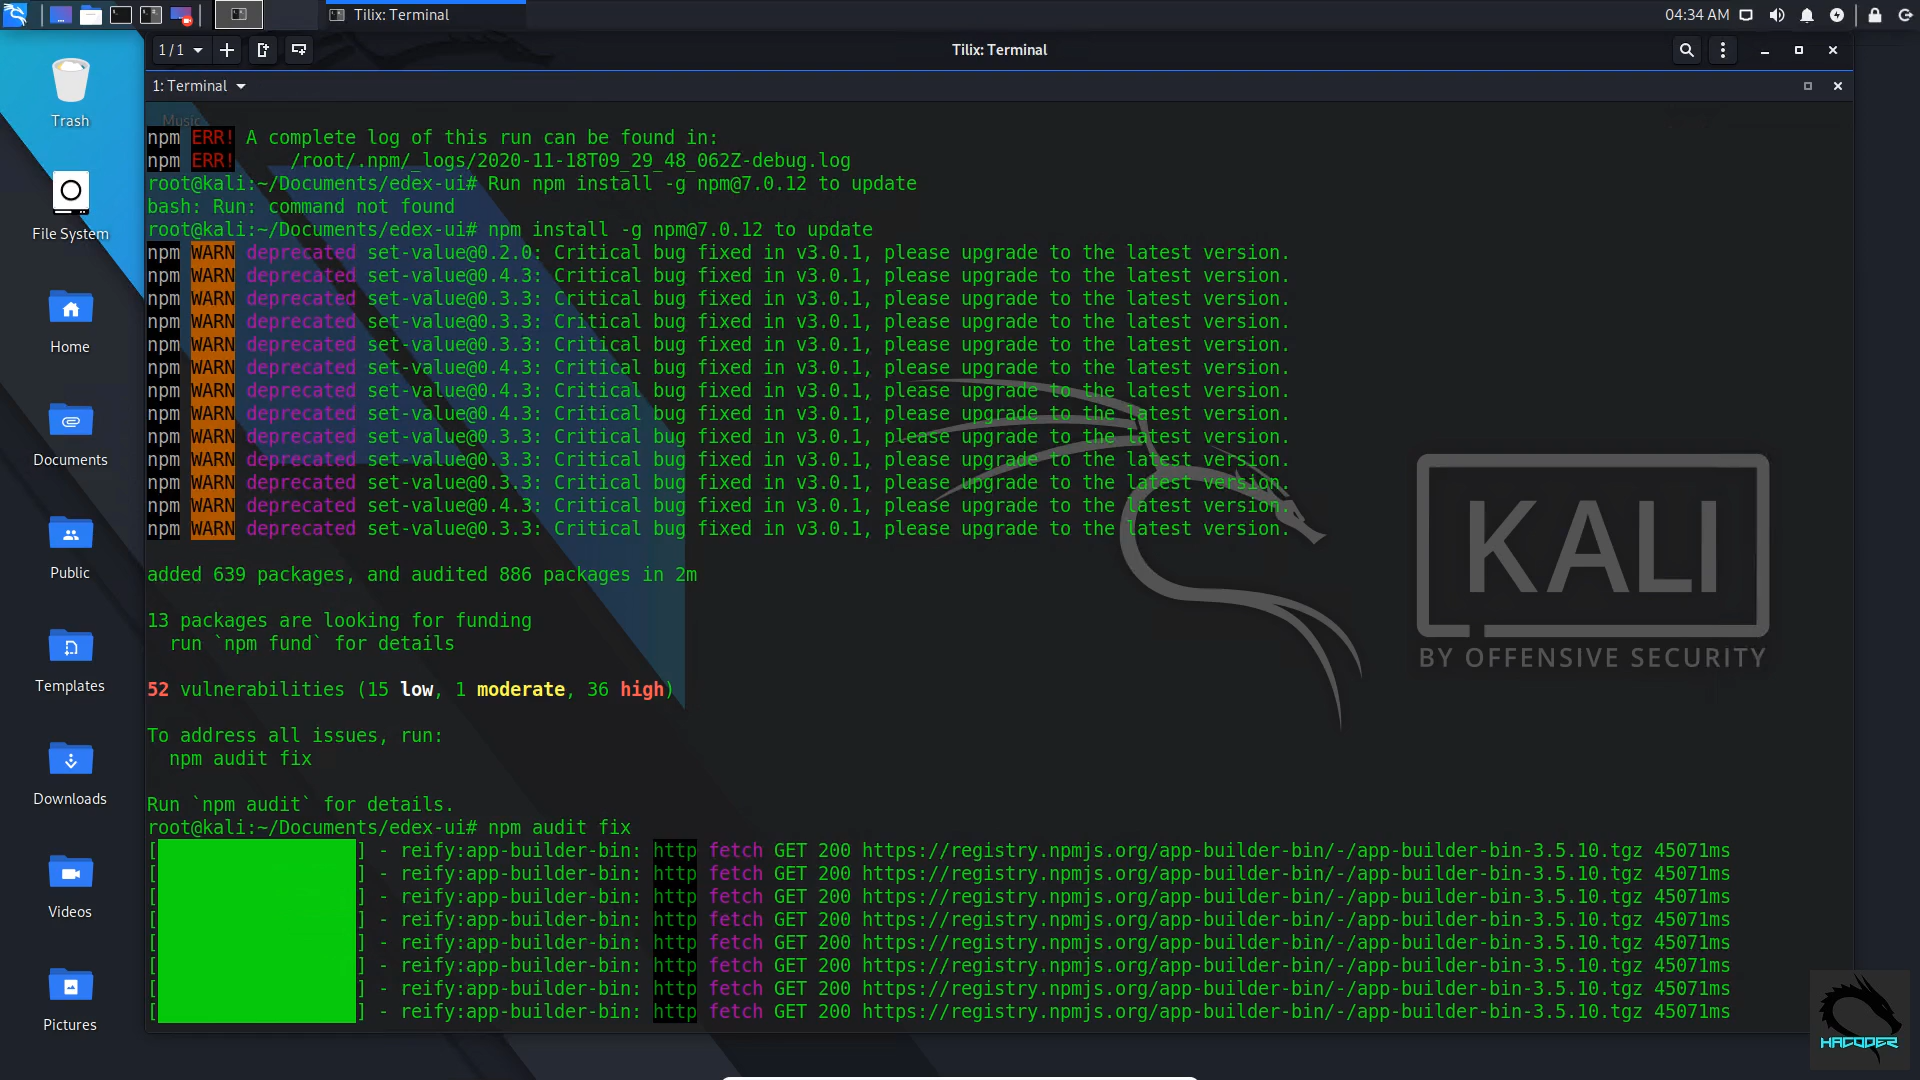 Tilix: Terminal
04:34 AM
1 / 1
Tilix: Terminal
1: Terminal
Trash
File System
Home
Documents
Public
Templates
Downloads
Videos
Pictures
Music
npm ERR! A complete log of this run can be found in:
npm ERR!     /root/.npm/_logs/2020-11-18T09_29_48_062Z-debug.log
root@kali:~/Documents/edex-ui# Run npm install -g npm@7.0.12 to update
bash: Run: command not found
root@kali:~/Documents/edex-ui# npm install -g npm@7.0.12 to update
npm WARN deprecated set-value@0.2.0: Critical bug fixed in v3.0.1, please upgrade to the latest version.
npm WARN deprecated set-value@0.4.3: Critical bug fixed in v3.0.1, please upgrade to the latest version.
npm WARN deprecated set-value@0.3.3: Critical bug fixed in v3.0.1, please upgrade to the latest version.
npm WARN deprecated set-value@0.3.3: Critical bug fixed in v3.0.1, please upgrade to the latest version.
npm WARN deprecated set-value@0.3.3: Critical bug fixed in v3.0.1, please upgrade to the latest version.
npm WARN deprecated set-value@0.4.3: Critical bug fixed in v3.0.1, please upgrade to the latest version.
npm WARN deprecated set-value@0.4.3: Critical bug fixed in v3.0.1, please upgrade to the latest version.
npm WARN deprecated set-value@0.4.3: Critical bug fixed in v3.0.1, please upgrade to the latest version.
npm WARN deprecated set-value@0.3.3: Critical bug fixed in v3.0.1, please upgrade to the latest version.
npm WARN deprecated set-value@0.3.3: Critical bug fixed in v3.0.1, please upgrade to the latest version.
npm WARN deprecated set-value@0.3.3: Critical bug fixed in v3.0.1, please upgrade to the latest version.
npm WARN deprecated set-value@0.4.3: Critical bug fixed in v3.0.1, please upgrade to the latest version.
npm WARN deprecated set-value@0.3.3: Critical bug fixed in v3.0.1, please upgrade to the latest version.
added 639 packages, and audited 886 packages in 2m
13 packages are looking for funding
  run `npm fund` for details
52 vulnerabilities (15 low, 1 moderate, 36 high)
To address all issues, run:
  npm audit fix
Run `npm audit` for details.
root@kali:~/Documents/edex-ui# npm audit fix
[                  ] - reify:app-builder-bin: http fetch GET 200 https://registry.npmjs.org/app-builder-bin/-/app-builder-bin-3.5.10.tgz 45071ms
[                  ] - reify:app-builder-bin: http fetch GET 200 https://registry.npmjs.org/app-builder-bin/-/app-builder-bin-3.5.10.tgz 45071ms
[                  ] - reify:app-builder-bin: http fetch GET 200 https://registry.npmjs.org/app-builder-bin/-/app-builder-bin-3.5.10.tgz 45071ms
[                  ] - reify:app-builder-bin: http fetch GET 200 https://registry.npmjs.org/app-builder-bin/-/app-builder-bin-3.5.10.tgz 45071ms
[                  ] - reify:app-builder-bin: http fetch GET 200 https://registry.npmjs.org/app-builder-bin/-/app-builder-bin-3.5.10.tgz 45071ms
[                  ] - reify:app-builder-bin: http fetch GET 200 https://registry.npmjs.org/app-builder-bin/-/app-builder-bin-3.5.10.tgz 45071ms
[                  ] - reify:app-builder-bin: http fetch GET 200 https://registry.npmjs.org/app-builder-bin/-/app-builder-bin-3.5.10.tgz 45071ms
[                  ] - reify:app-builder-bin: http fetch GET 200 https://registry.npmjs.org/app-builder-bin/-/app-builder-bin-3.5.10.tgz 45071ms
KALI
BY OFFENSIVE SECURITY
HACODER